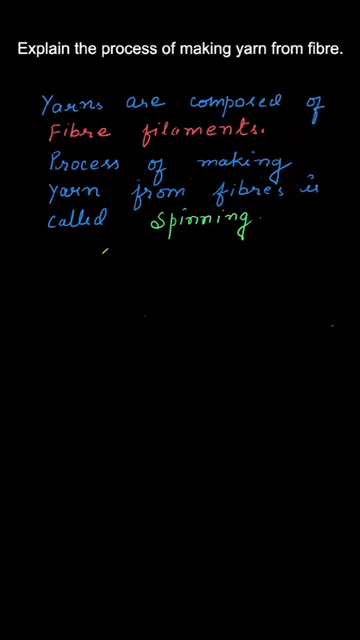 Explain the process of making yarn from fibre.
Yarns are composed of
Fibre filaments.
Process of making
Yarn from fibres is
called Spinning.